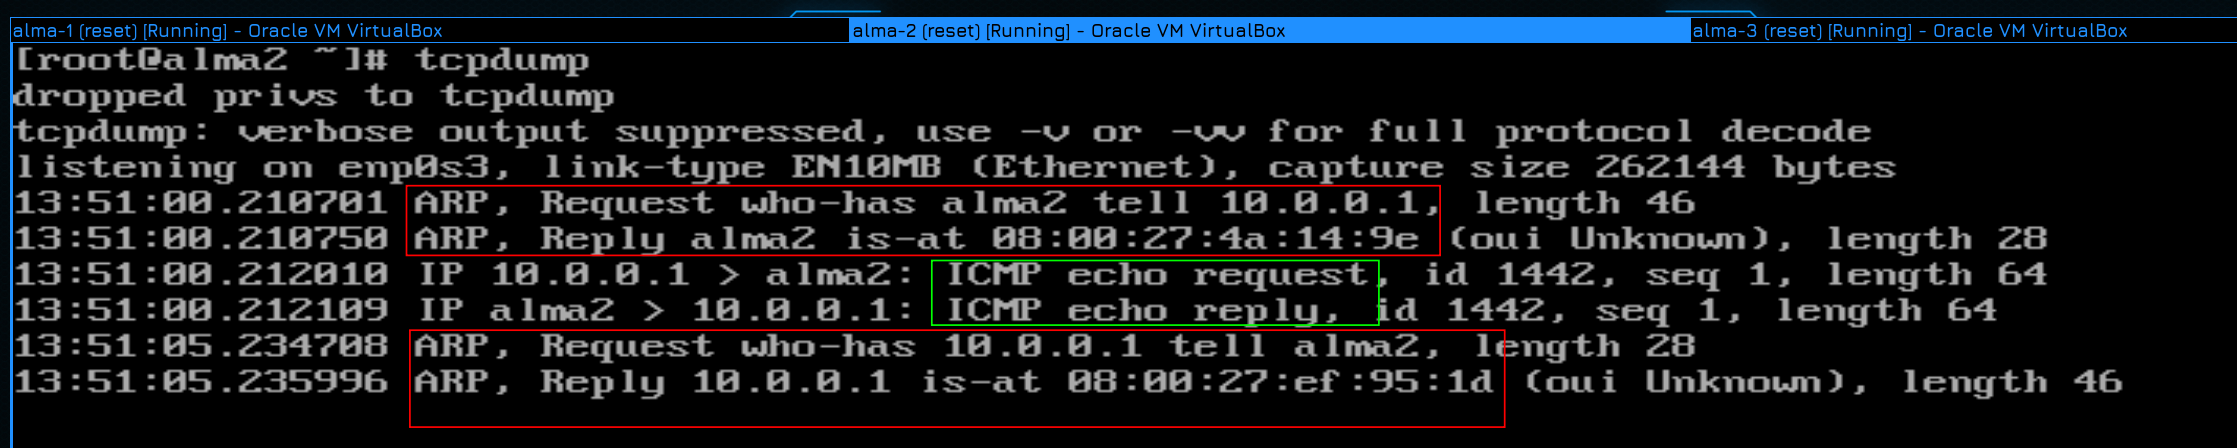 alma-1 (reset) [Running] - Oracle VM VirtualBox
alma-2 (reset) [Running] - Oracle VM VirtualBox
alma-3 (reset) [Running] - Oracle VM VirtualBox
[root@alma2 ~]# tcpdump
dropped privs to tcpdump
tcpdump: verbose output suppressed, use -v or -vv for full protocol decode
listening on enp0s3, link-type EN10MB (Ethernet), capture size 262144 bytes
13:51:00.210701 ARP, Request who-has alma2 tell 10.0.0.1, length 46
13:51:00.210750 ARP, Reply alma2 is-at 08:00:27:4a:14:9e (oui Unknown), length 28
13:51:00.212010 IP 10.0.0.1 > alma2: ICMP echo request, id 1442, seq 1, length 64
13:51:00.212109 IP alma2 > 10.0.0.1: ICMP echo reply, id 1442, seq 1, length 64
13:51:05.234708 ARP, Request who-has 10.0.0.1 tell alma2, length 28
13:51:05.235996 ARP, Reply 10.0.0.1 is-at 08:00:27:ef:95:1d (oui Unknown), length 46